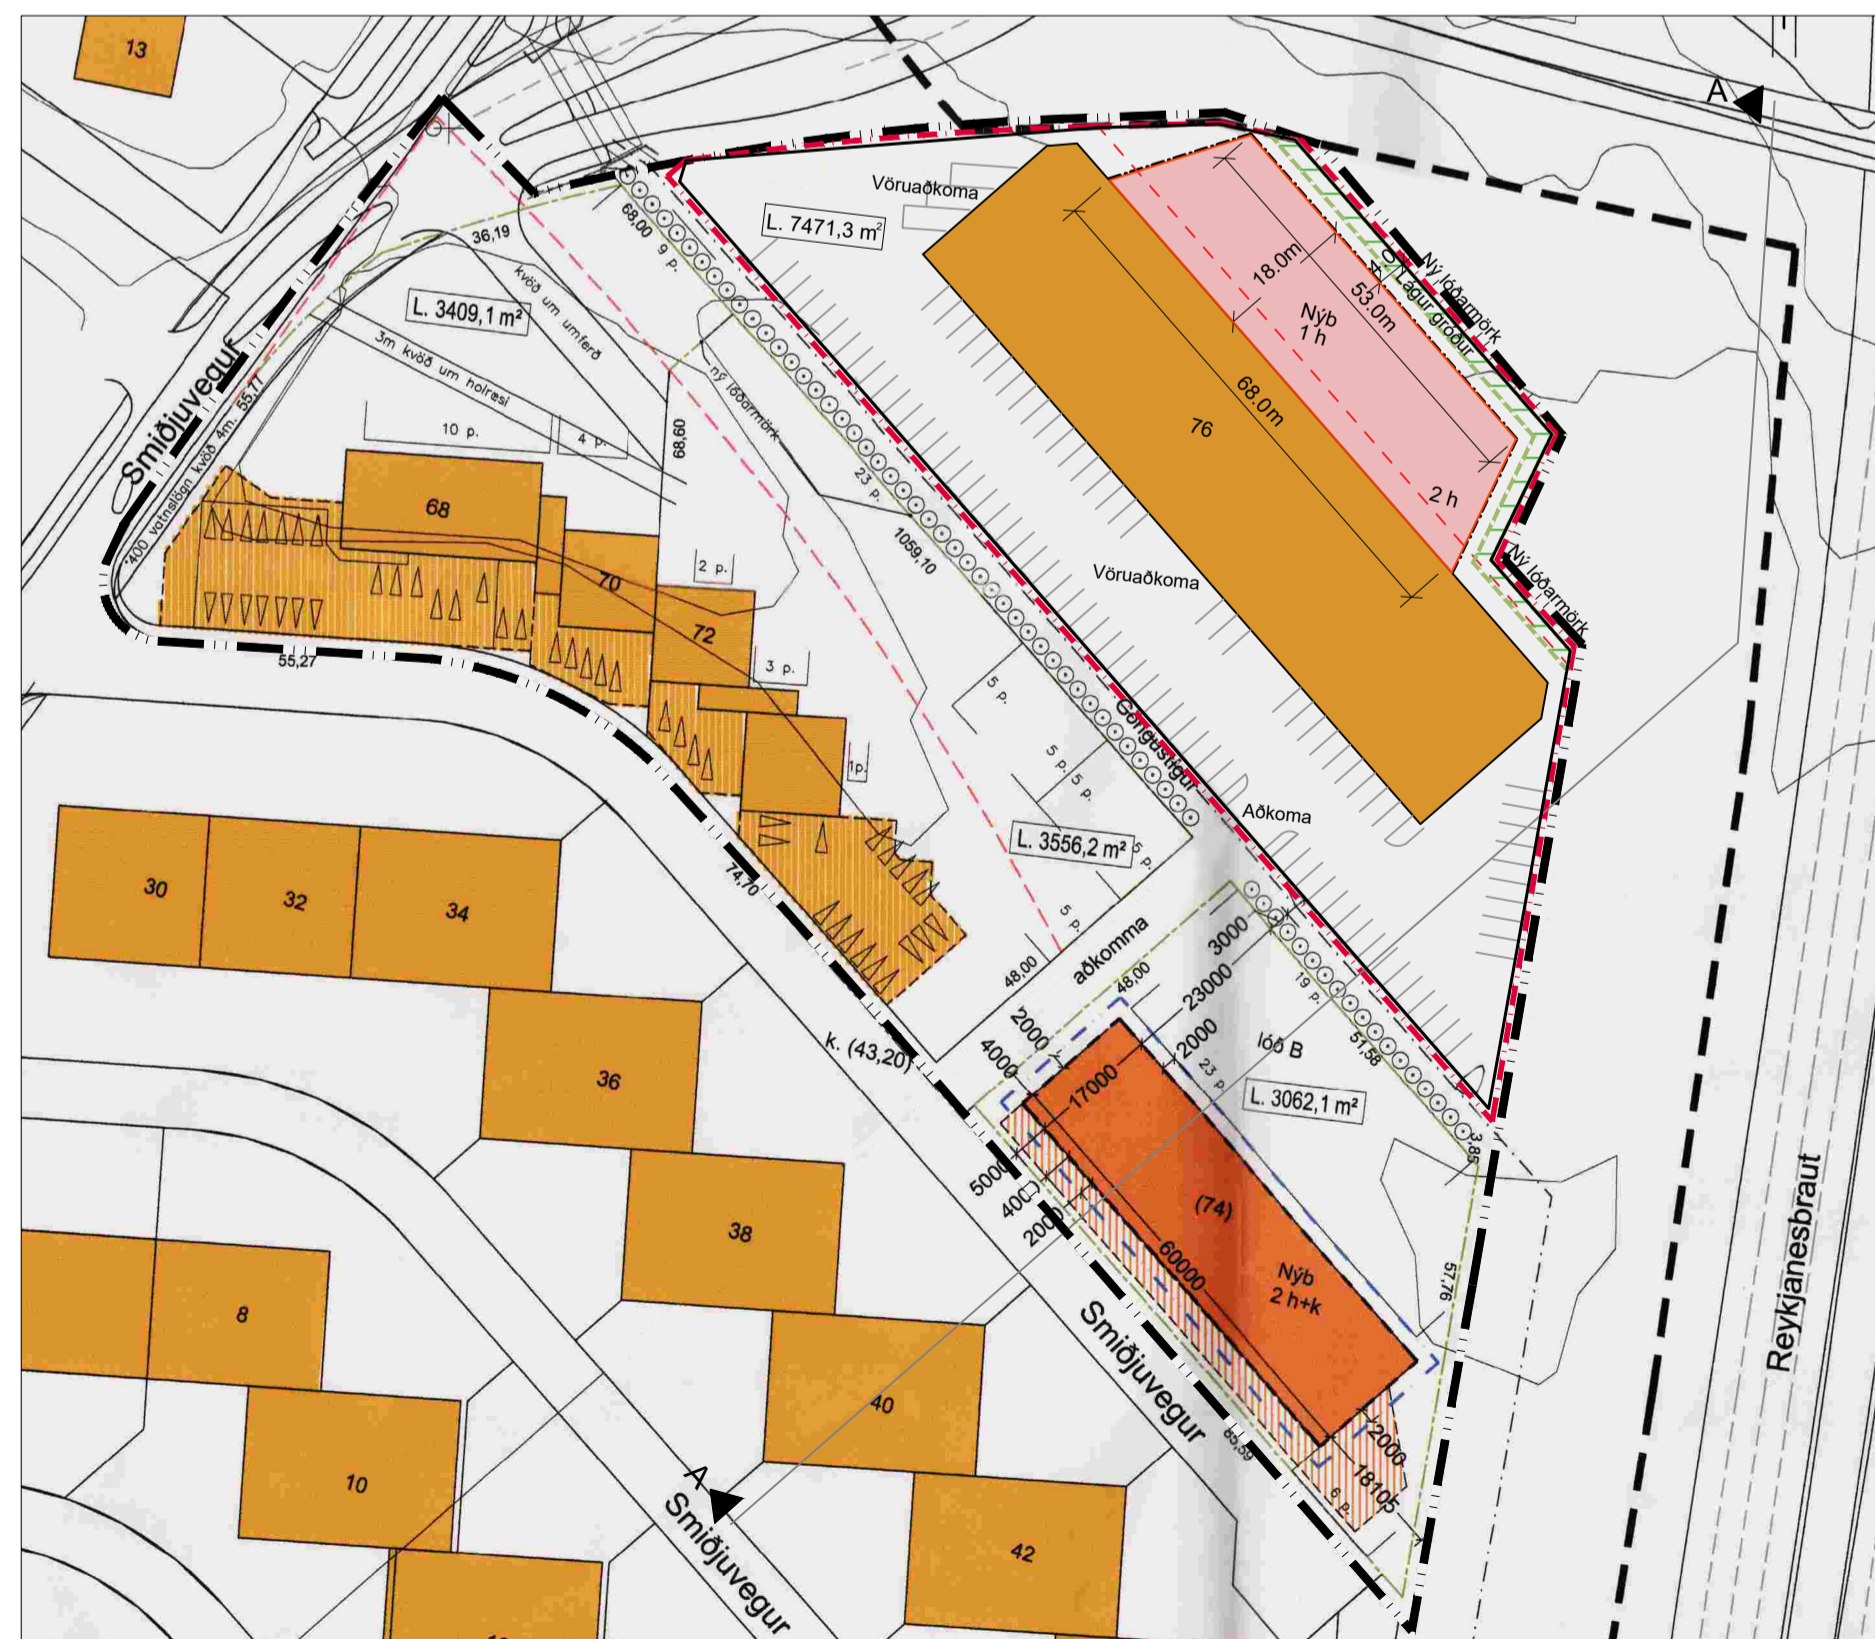 13
A
Vöruaðkoma
L. 7471,3 m²
68,00
9 p.
36,19
kvöð um umferð
L. 3409,1 m²
3m kvöð um holræsi
Ný lóðarmörk
4,0
Lágur gróður
18.0m
53.0m
Nýb
1 h
68.0m
76
2 h
Ný lóðarmörk
Smiðjuvegur
55,77
400 vatnslögn kvöð 4m.
10 p.
4 p.
68,60
ný lóðarmörk
23 p.
1059,10
68
70
2 p.
72
3 p.
1p.
55,27
Vöruaðkoma
5 p.
5 p.
5 p.
Göngustígur
Aðkoma
L. 3556,2 m²
5 p.
5 p.
74,70
30
32
34
48,00
aðkomma
48,00
3000
23000
19 p.
2000
4000
2000
lóð B
51,58
k. (43,20)
17000
23 p.
L. 3062,1 m²
36
3,85
5000
400
2000
(74)
60000
Nýb
2 h+k
57,76
38
Reykjanesbraut
8
Smiðjuvegur
40
85,59
2000
18105
6 p.
10
A
Smiðjuvegur
42